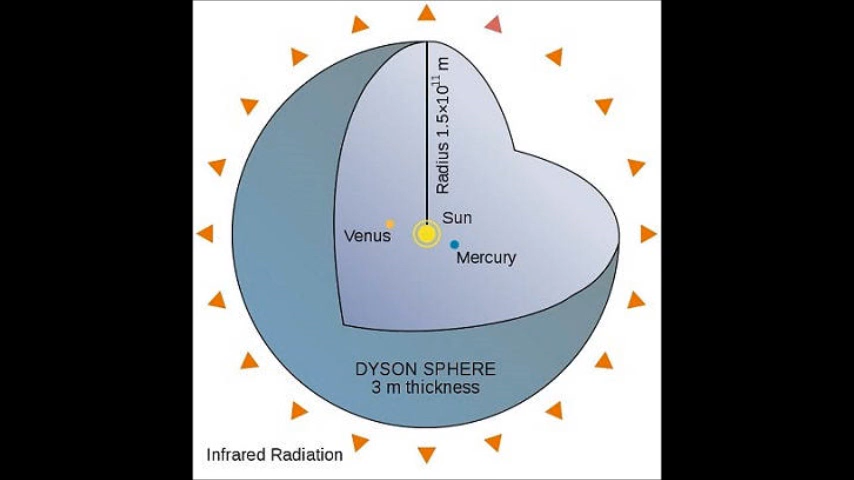 Radius 1.5×10¹¹ m
Sun
Venus
Mercury
DYSON SPHERE
3 m thickness
Infrared Radiation